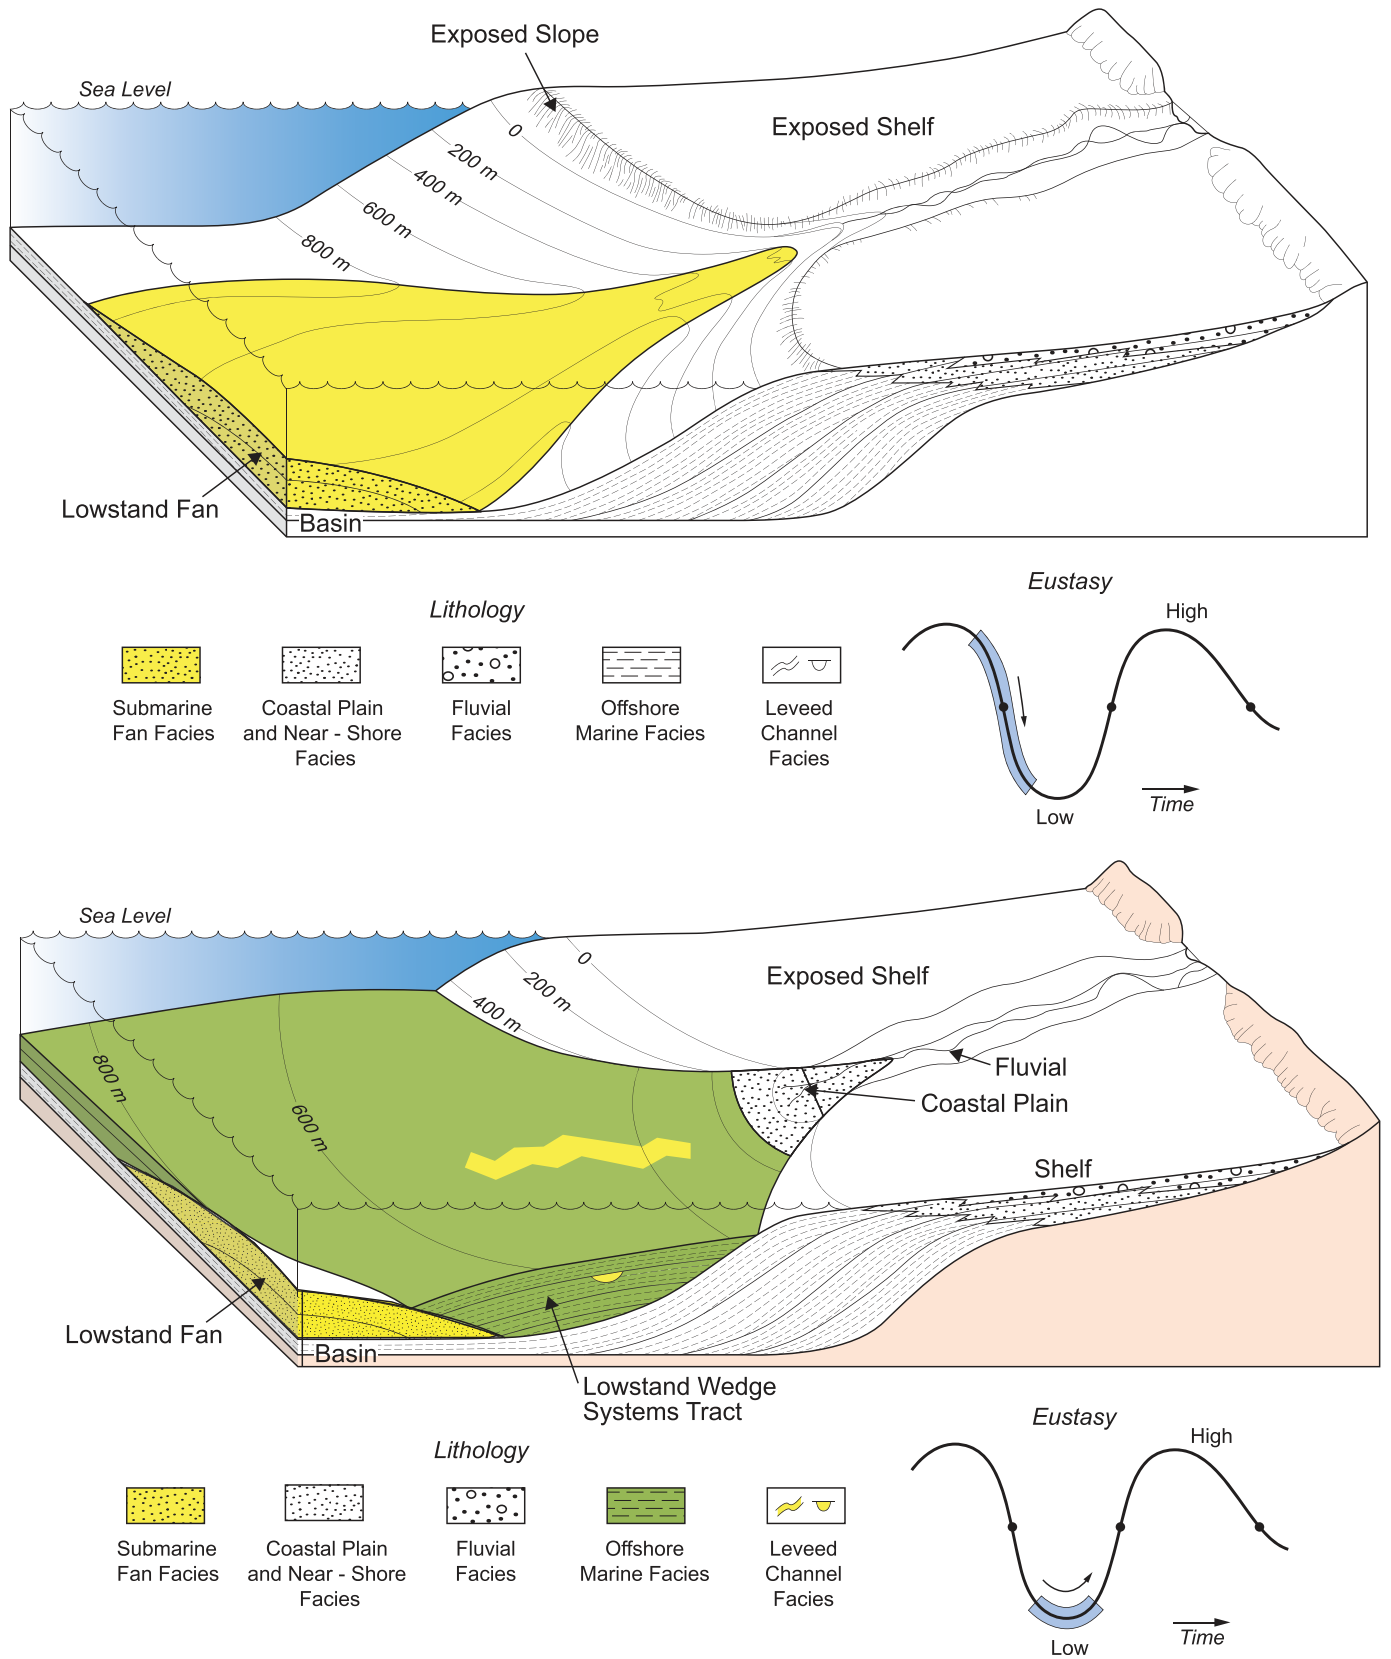 Exposed Slope
Sea Level
Exposed Shelf
0
200 m
400 m
600 m
800 m
Lowstand Fan
Basin
Eustasy
Lithology
High
Submarine
Fan Facies
Coastal Plain
and Near - Shore
Facies
Fluvial
Facies
Offshore
Marine Facies
Leveed
Channel
Facies
Time
Low
Sea Level
0
Exposed Shelf
200 m
400 m
800 m
600 m
Fluvial
Coastal Plain
Shelf
Lowstand Fan
Basin
Lowstand Wedge
Systems Tract
Eustasy
Lithology
High
Submarine
Fan Facies
Coastal Plain
and Near - Shore
Facies
Fluvial
Facies
Offshore
Marine Facies
Leveed
Channel
Facies
Time
Low